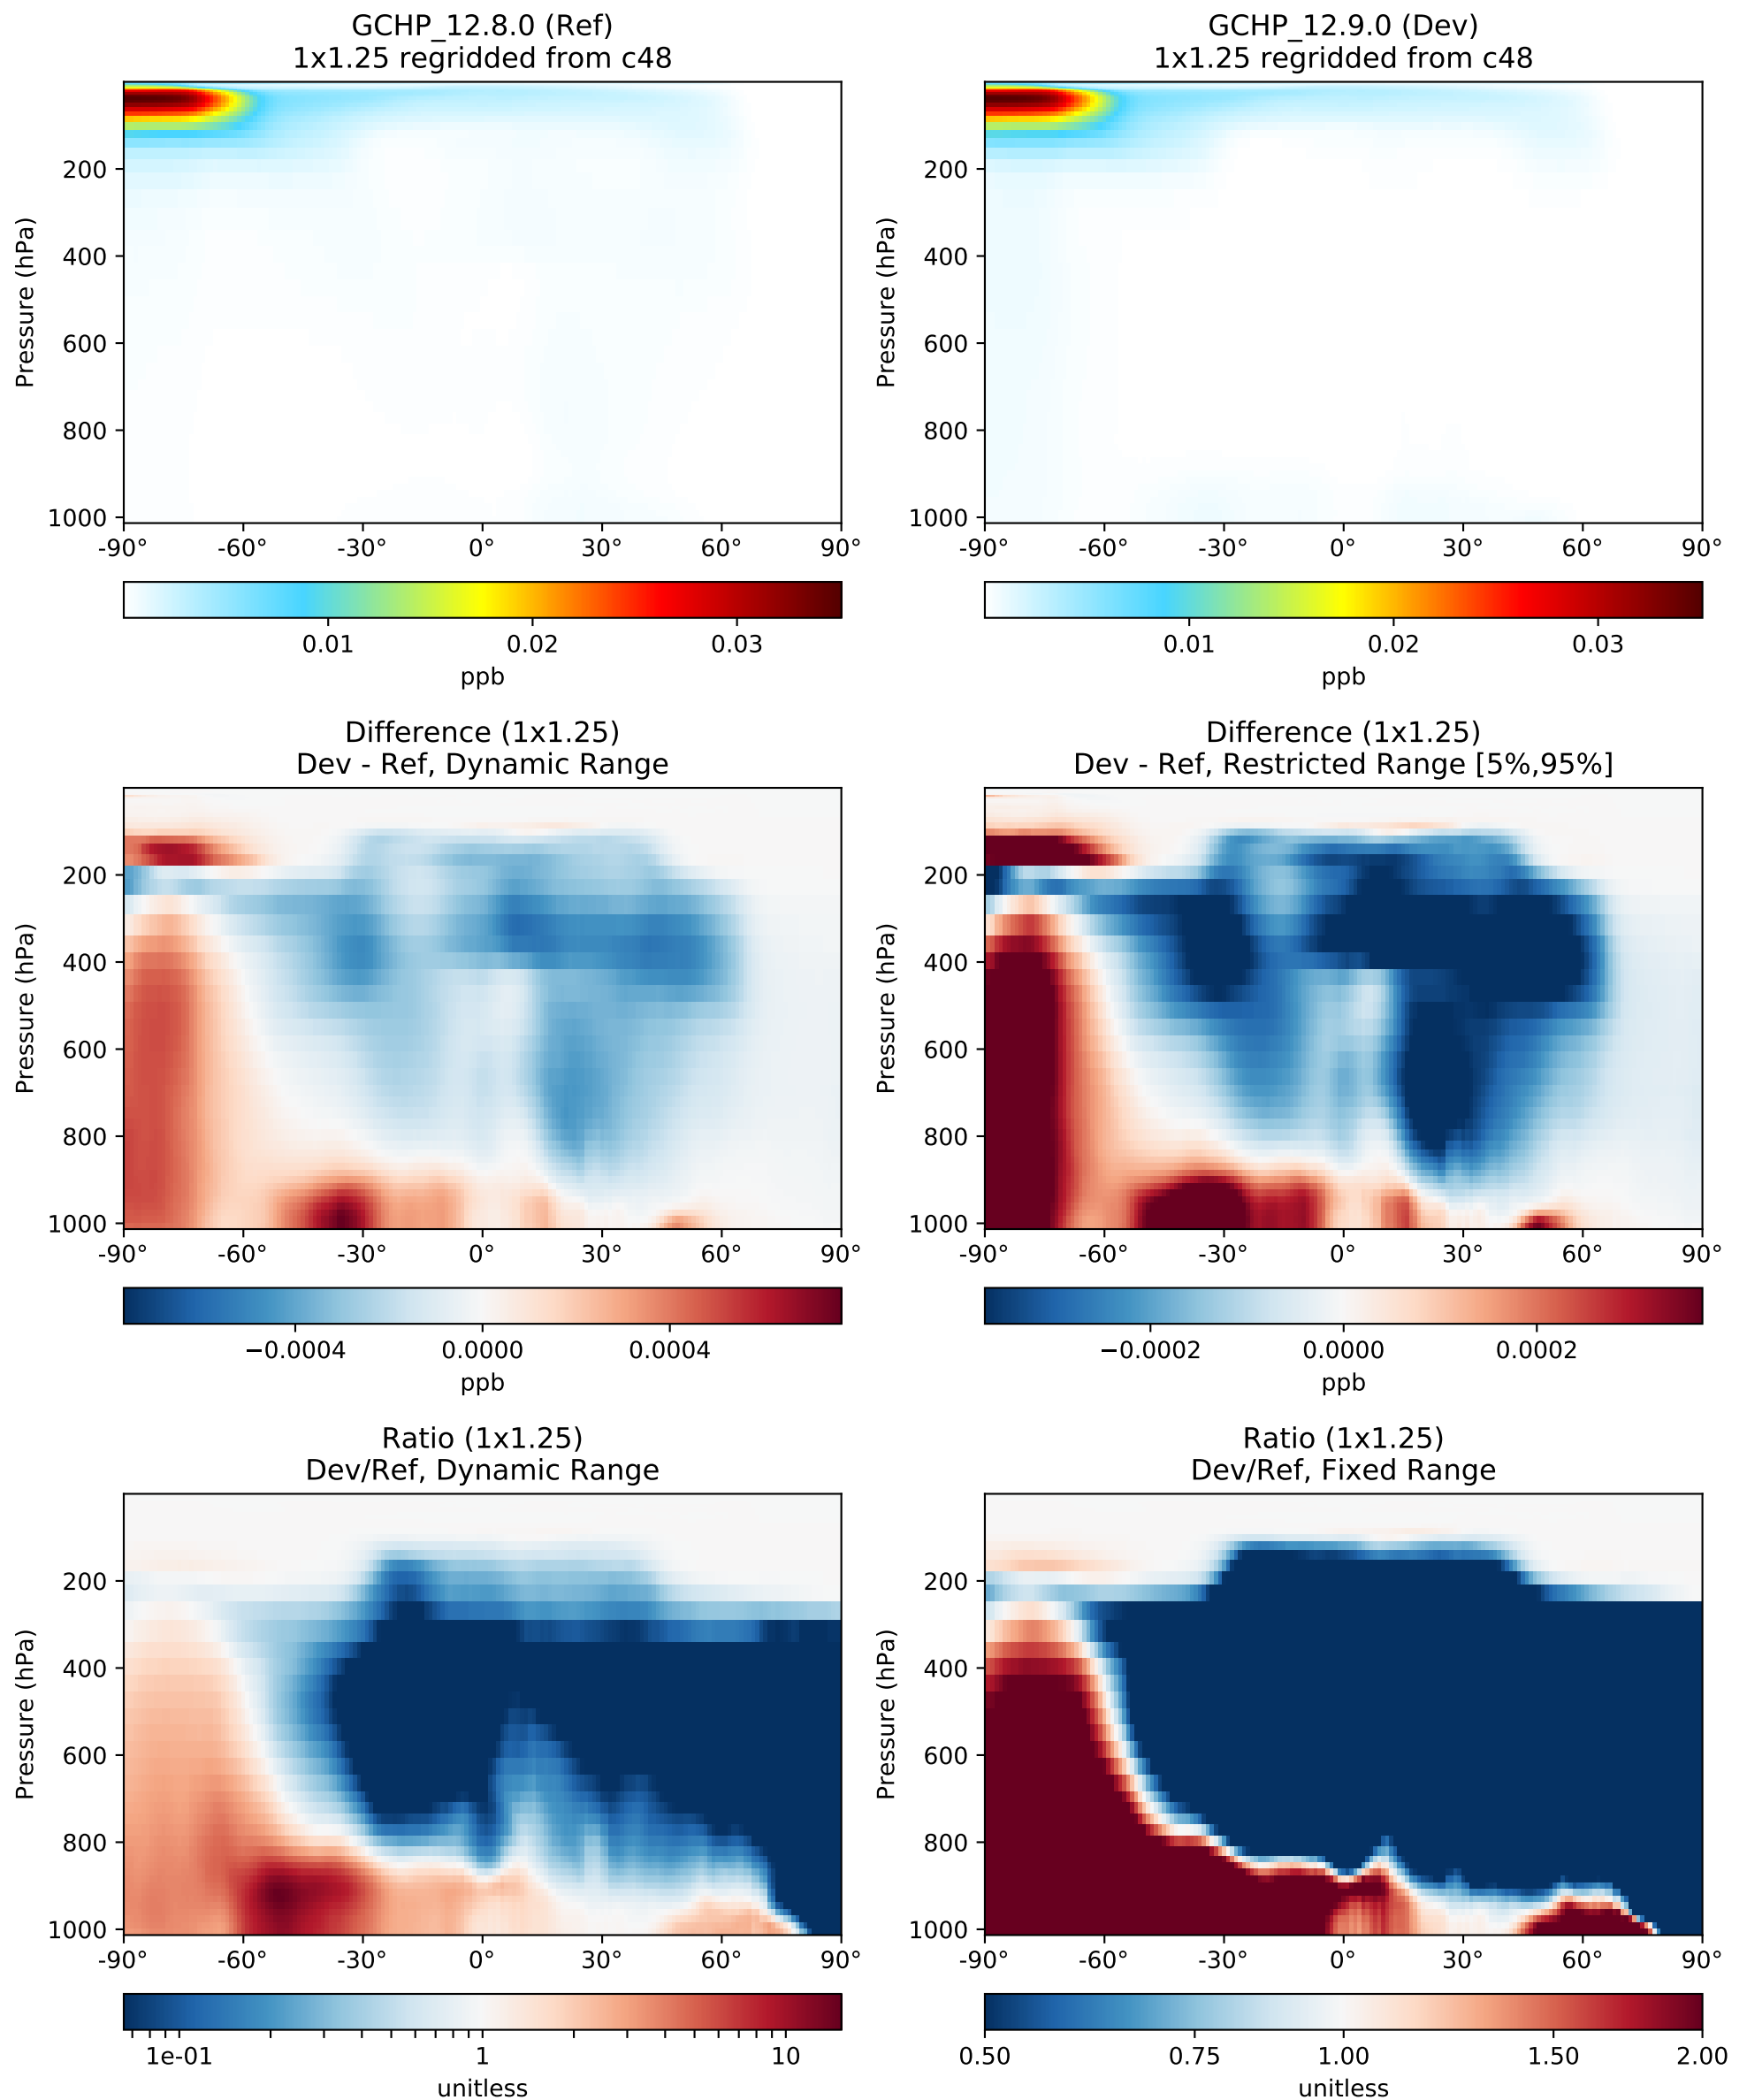 GCHP_12.8.0 (Ref)
1x1.25 regridded from c48
Pressure (hPa)
200
400
600
800
1000
-90° -60° -30° 0° 30° 60° 90°
0.01 0.02 0.03
ppb
GCHP_12.9.0 (Dev)
1x1.25 regridded from c48
Pressure (hPa)
200
400
600
800
1000
-90° -60° -30° 0° 30° 60° 90°
0.01 0.02 0.03
ppb
Difference (1x1.25)
Dev - Ref, Dynamic Range
Pressure (hPa)
200
400
600
800
1000
-90° -60° -30° 0° 30° 60° 90°
−0.0004 0.0000 0.0004
ppb
Difference (1x1.25)
Dev - Ref, Restricted Range [5%,95%]
Pressure (hPa)
200
400
600
800
1000
-90° -60° -30° 0° 30° 60° 90°
−0.0002 0.0000 0.0002
ppb
Ratio (1x1.25)
Dev/Ref, Dynamic Range
Pressure (hPa)
200
400
600
800
1000
-90° -60° -30° 0° 30° 60° 90°
1e-01 1 10
unitless
Ratio (1x1.25)
Dev/Ref, Fixed Range
Pressure (hPa)
200
400
600
800
1000
-90° -60° -30° 0° 30° 60° 90°
0.50 0.75 1.00 1.50 2.00
unitless